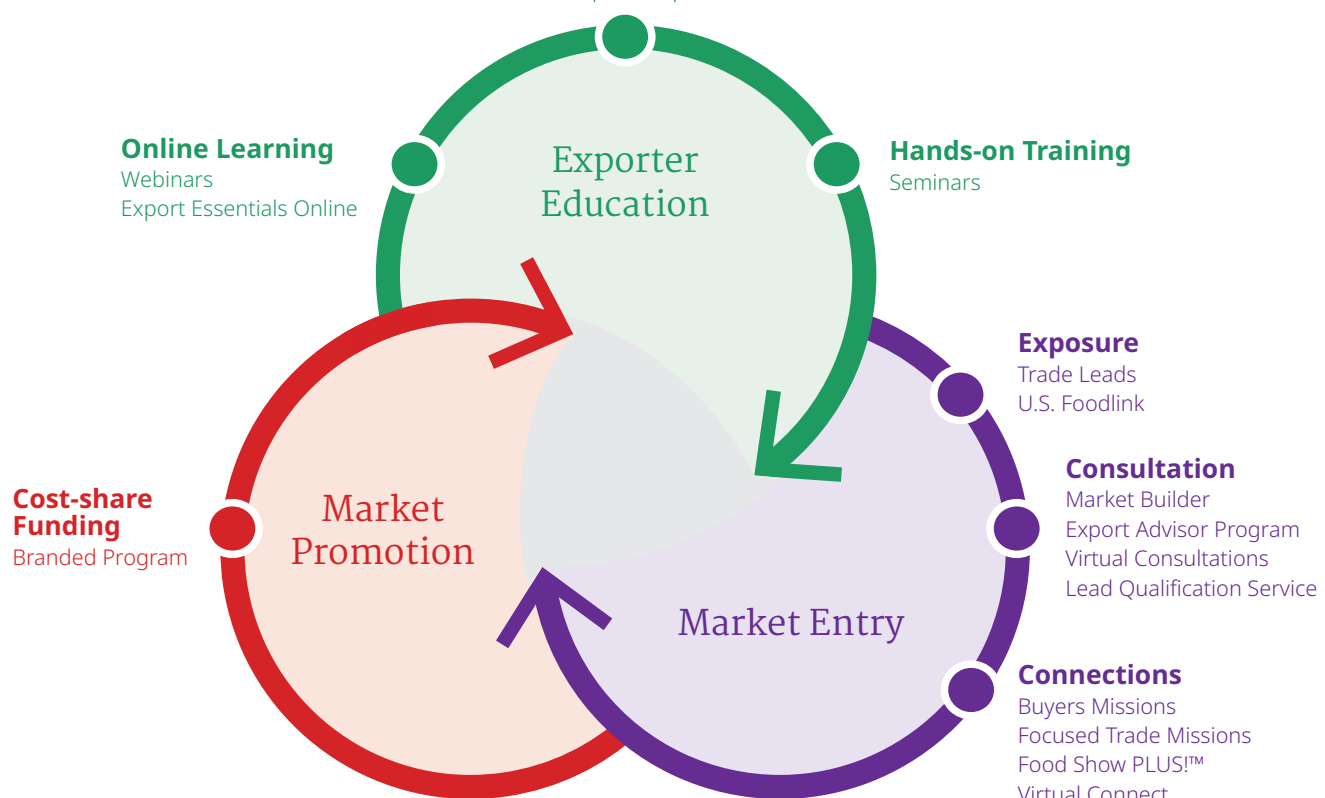 Online Learning
Webinars
Export Essentials Online
Exporter
Education
Hands-on Training
Seminars
Exposure
Trade Leads
U.S. Foodlink
Cost-share
Funding
Branded Program
Market
Promotion
Consultation
Market Builder
Export Advisor Program
Virtual Consultations
Lead Qualification Service
Market Entry
Connections
Buyers Missions
Focused Trade Missions
Food Show PLUS!™
Virtual Connect